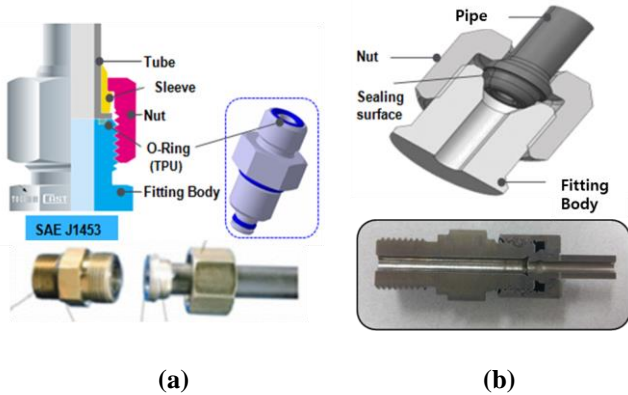 Tube
Sleeve
Nut
O-Ring
(TPU)
Fitting Body
SAE J1453
Pipe
Nut
Sealing
surface
Fitting
Body
(a)
(b)